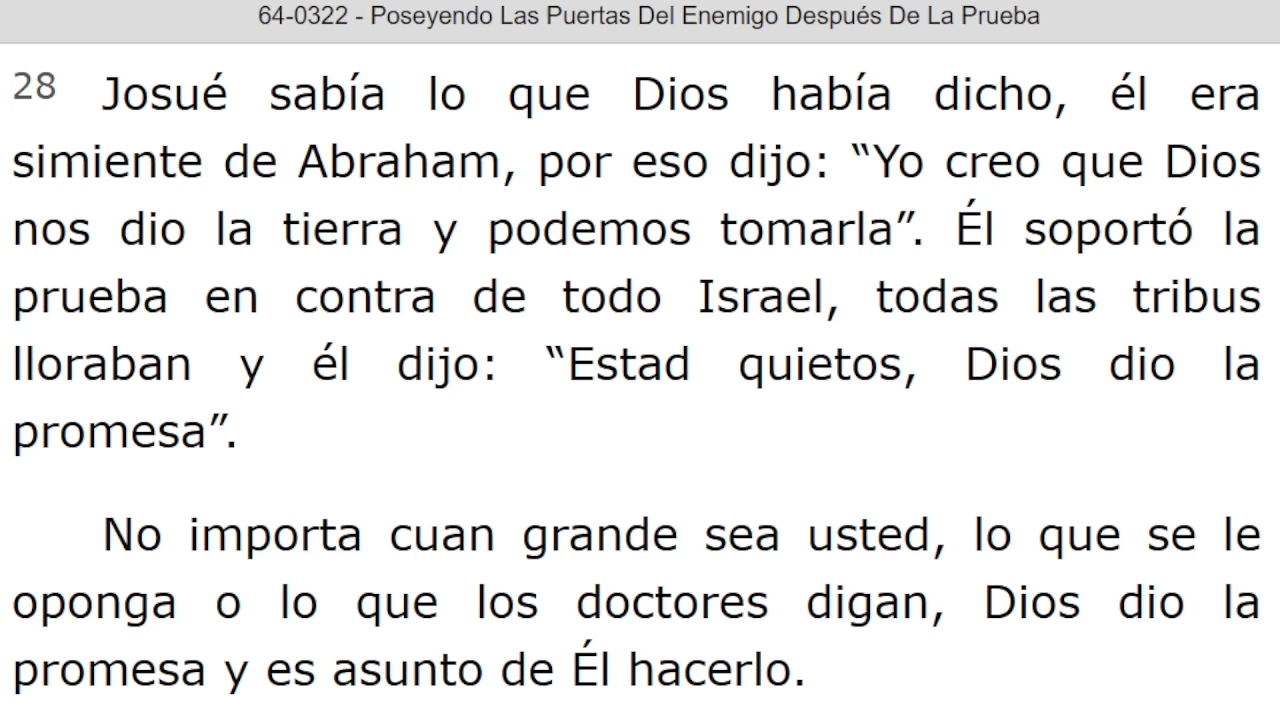 64-0322 - Poseyendo Las Puertas Del Enemigo Después De La Prueba
28 Josué sabía lo que Dios había dicho, él era
simiente de Abraham, por eso dijo: “Yo creo que Dios
nos dio la tierra y podemos tomarla”. Él soportó la
prueba en contra de todo Israel, todas las tribus
lloraban y él dijo: “Estad quietos, Dios dio la
promesa”.
No importa cuan grande sea usted, lo que se le
oponga o lo que los doctores digan, Dios dio la
promesa y es asunto de Él hacerlo.